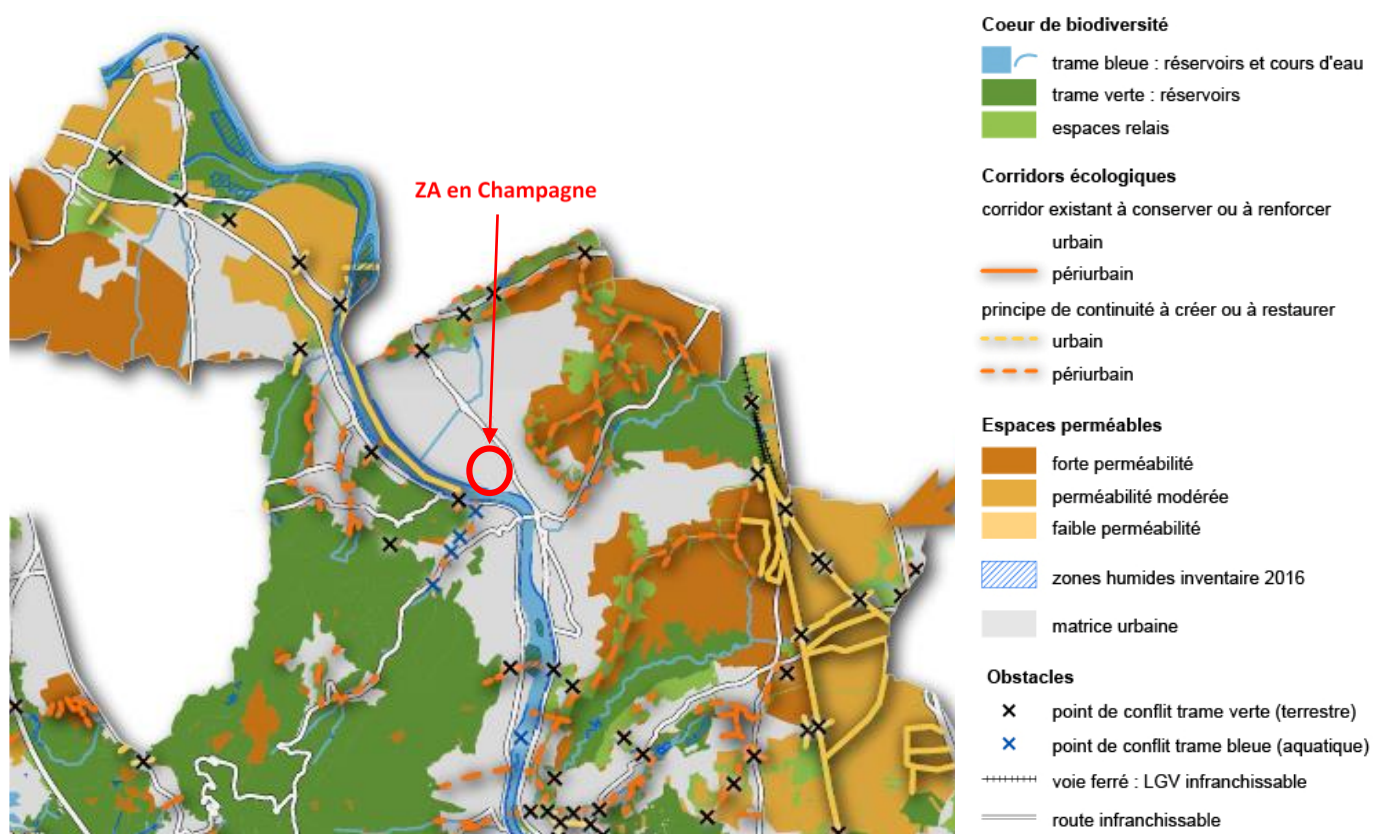 ZA en Champagne
Coeur de biodiversité
trame bleue : réservoirs et cours d'eau
trame verte : réservoirs
espaces relais
Corridors écologiques
corridor existant à conserver ou à renforcer
urbain
périurbain
principe de continuité à créer ou à restaurer
urbain
périurbain
Espaces perméables
forte perméabilité
perméabilité modérée
faible perméabilité
zones humides inventaire 2016
matrice urbaine
Obstacles
point de conflit trame verte (terrestre)
point de conflit trame bleue (aquatique)
voie ferré : LGV infranchissable
route infranchissable